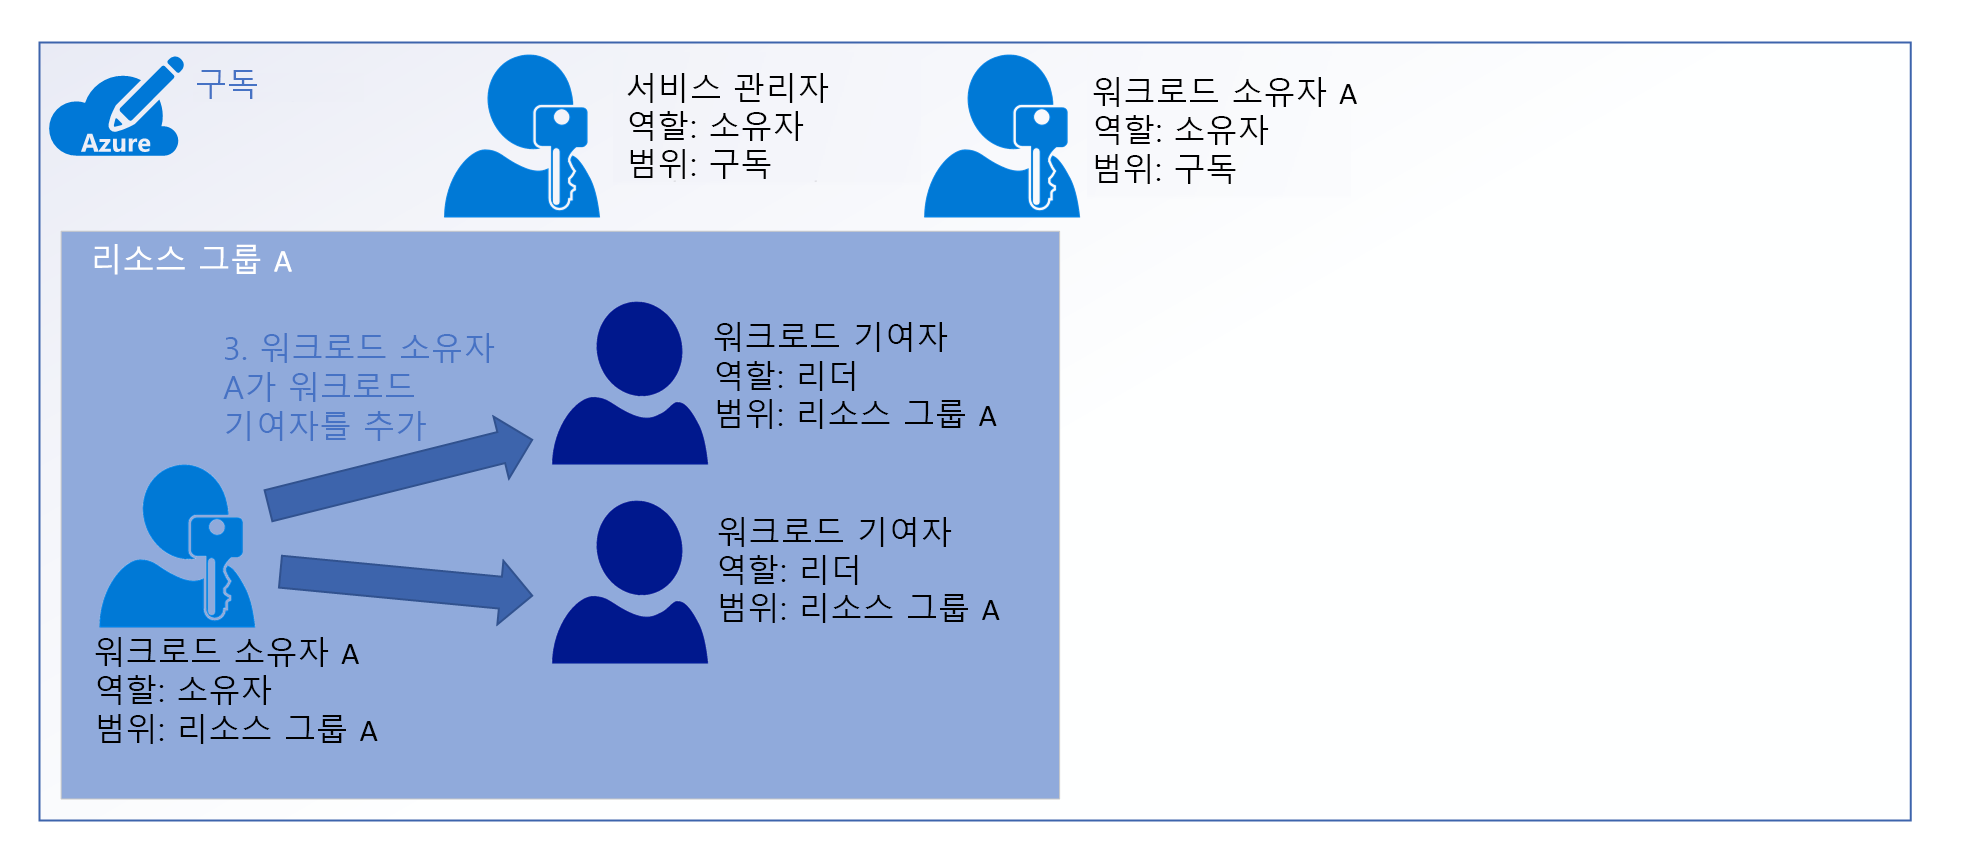 Azure
구독
서비스 관리자
역할: 소유자
범위: 구독
워크로드 소유자 A
역할: 소유자
범위: 구독
리소스 그룹 A
3. 워크로드 소유자
A가 워크로드
기여자를 추가
워크로드 기여자
역할: 리더
범위: 리소스 그룹 A
워크로드 기여자
역할: 리더
범위: 리소스 그룹 A
워크로드 소유자 A
역할: 소유자
범위: 리소스 그룹 A